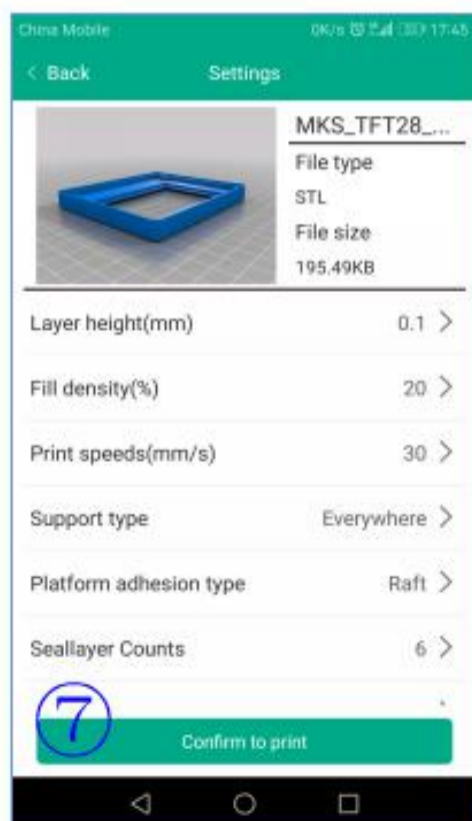 China Mobile 17:45
< Back Settings
MKS_TFT28_...
File type
STL
File size
195.49KB
Layer height(mm) 0.1 >
Fill density(%) 20 >
Print speeds(mm/s) 30 >
Support type Everywhere >
Platform adhesion type Raft >
Seallayer Counts 6 >
7
Confirm to print